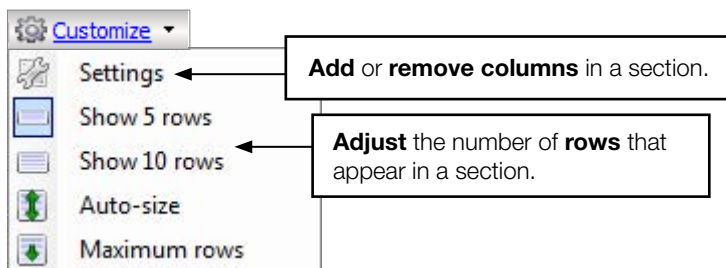 Customize
Settings
Add or remove columns in a section.
Show 5 rows
Show 10 rows
Adjust the number of rows that
appear in a section.
Auto-size
Maximum rows